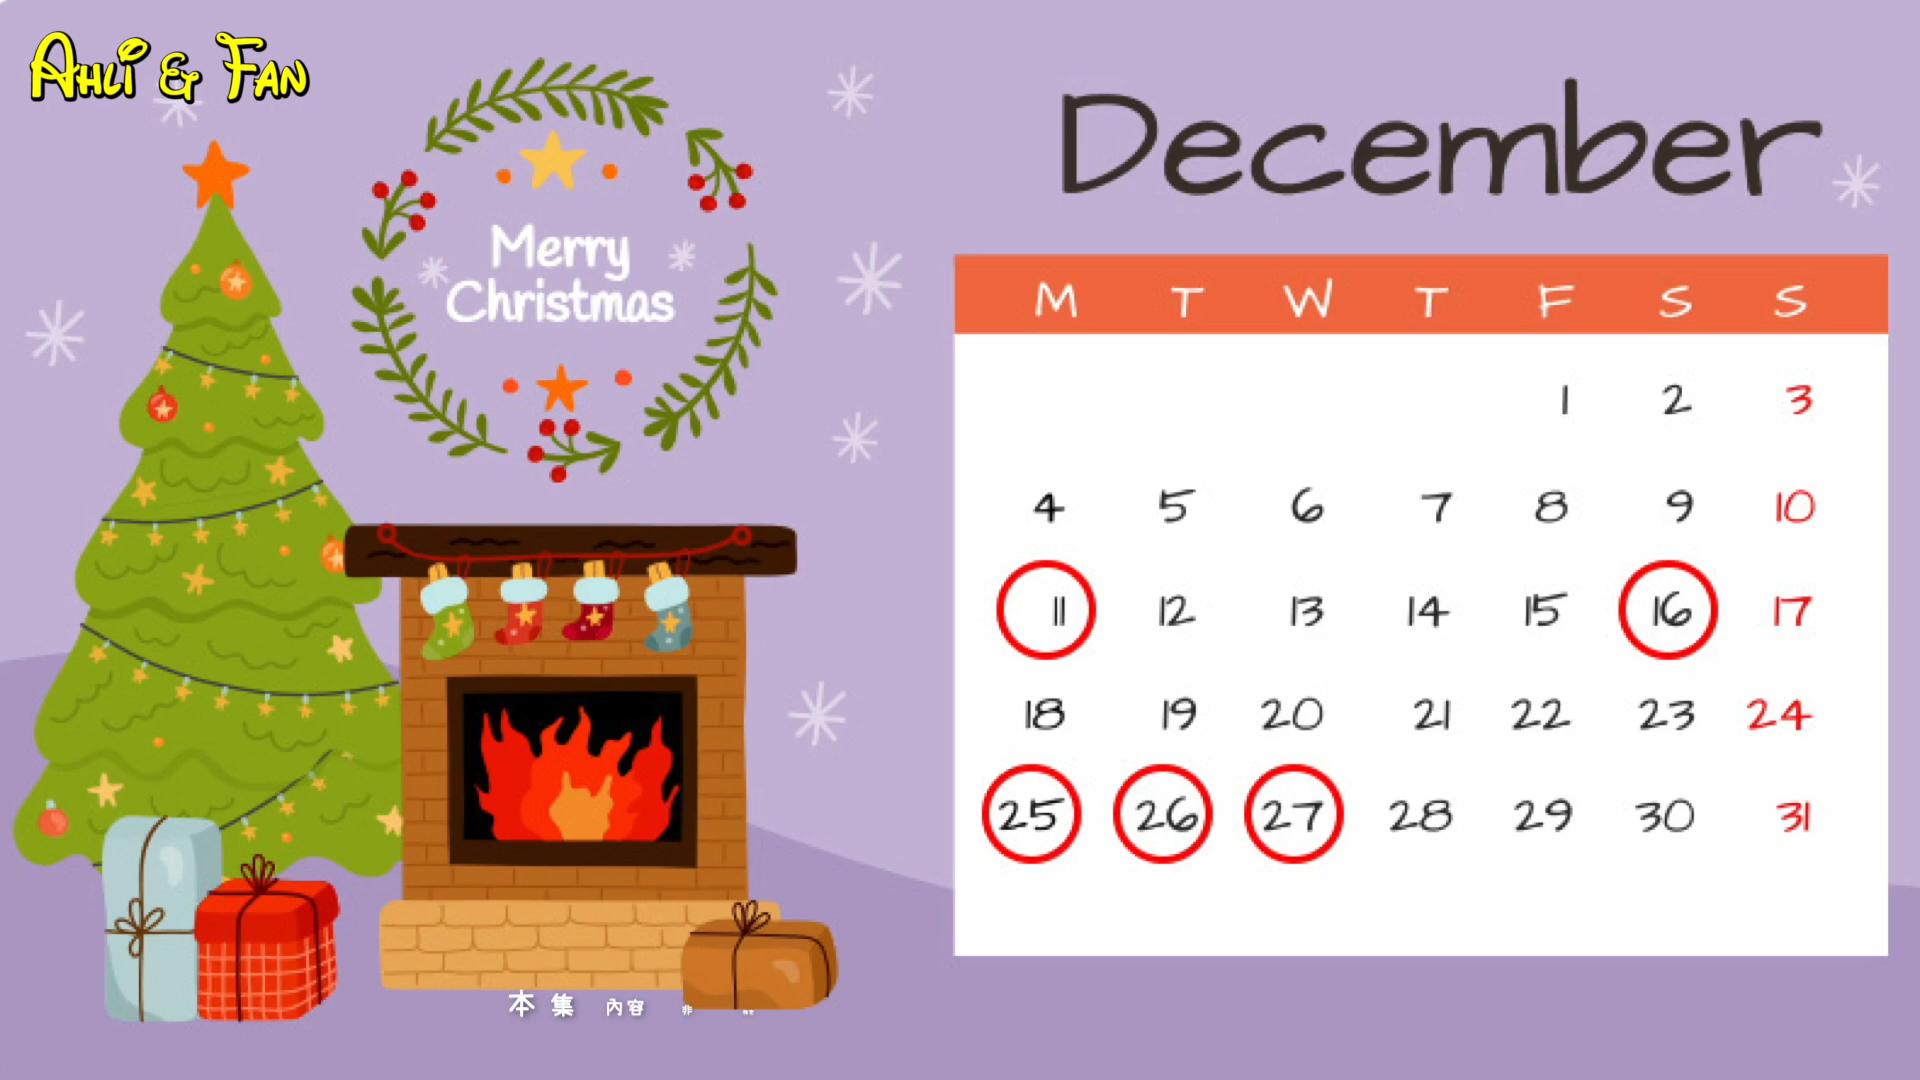 AHLI & FAN
Merry
Christmas
December
M T W T F S S
1 2 3
4 5 6 7 8 9 10
11 12 13 14 15 16 17
18 19 20 21 22 23 24
25 26 27 28 29 30 31
本集 內容 非